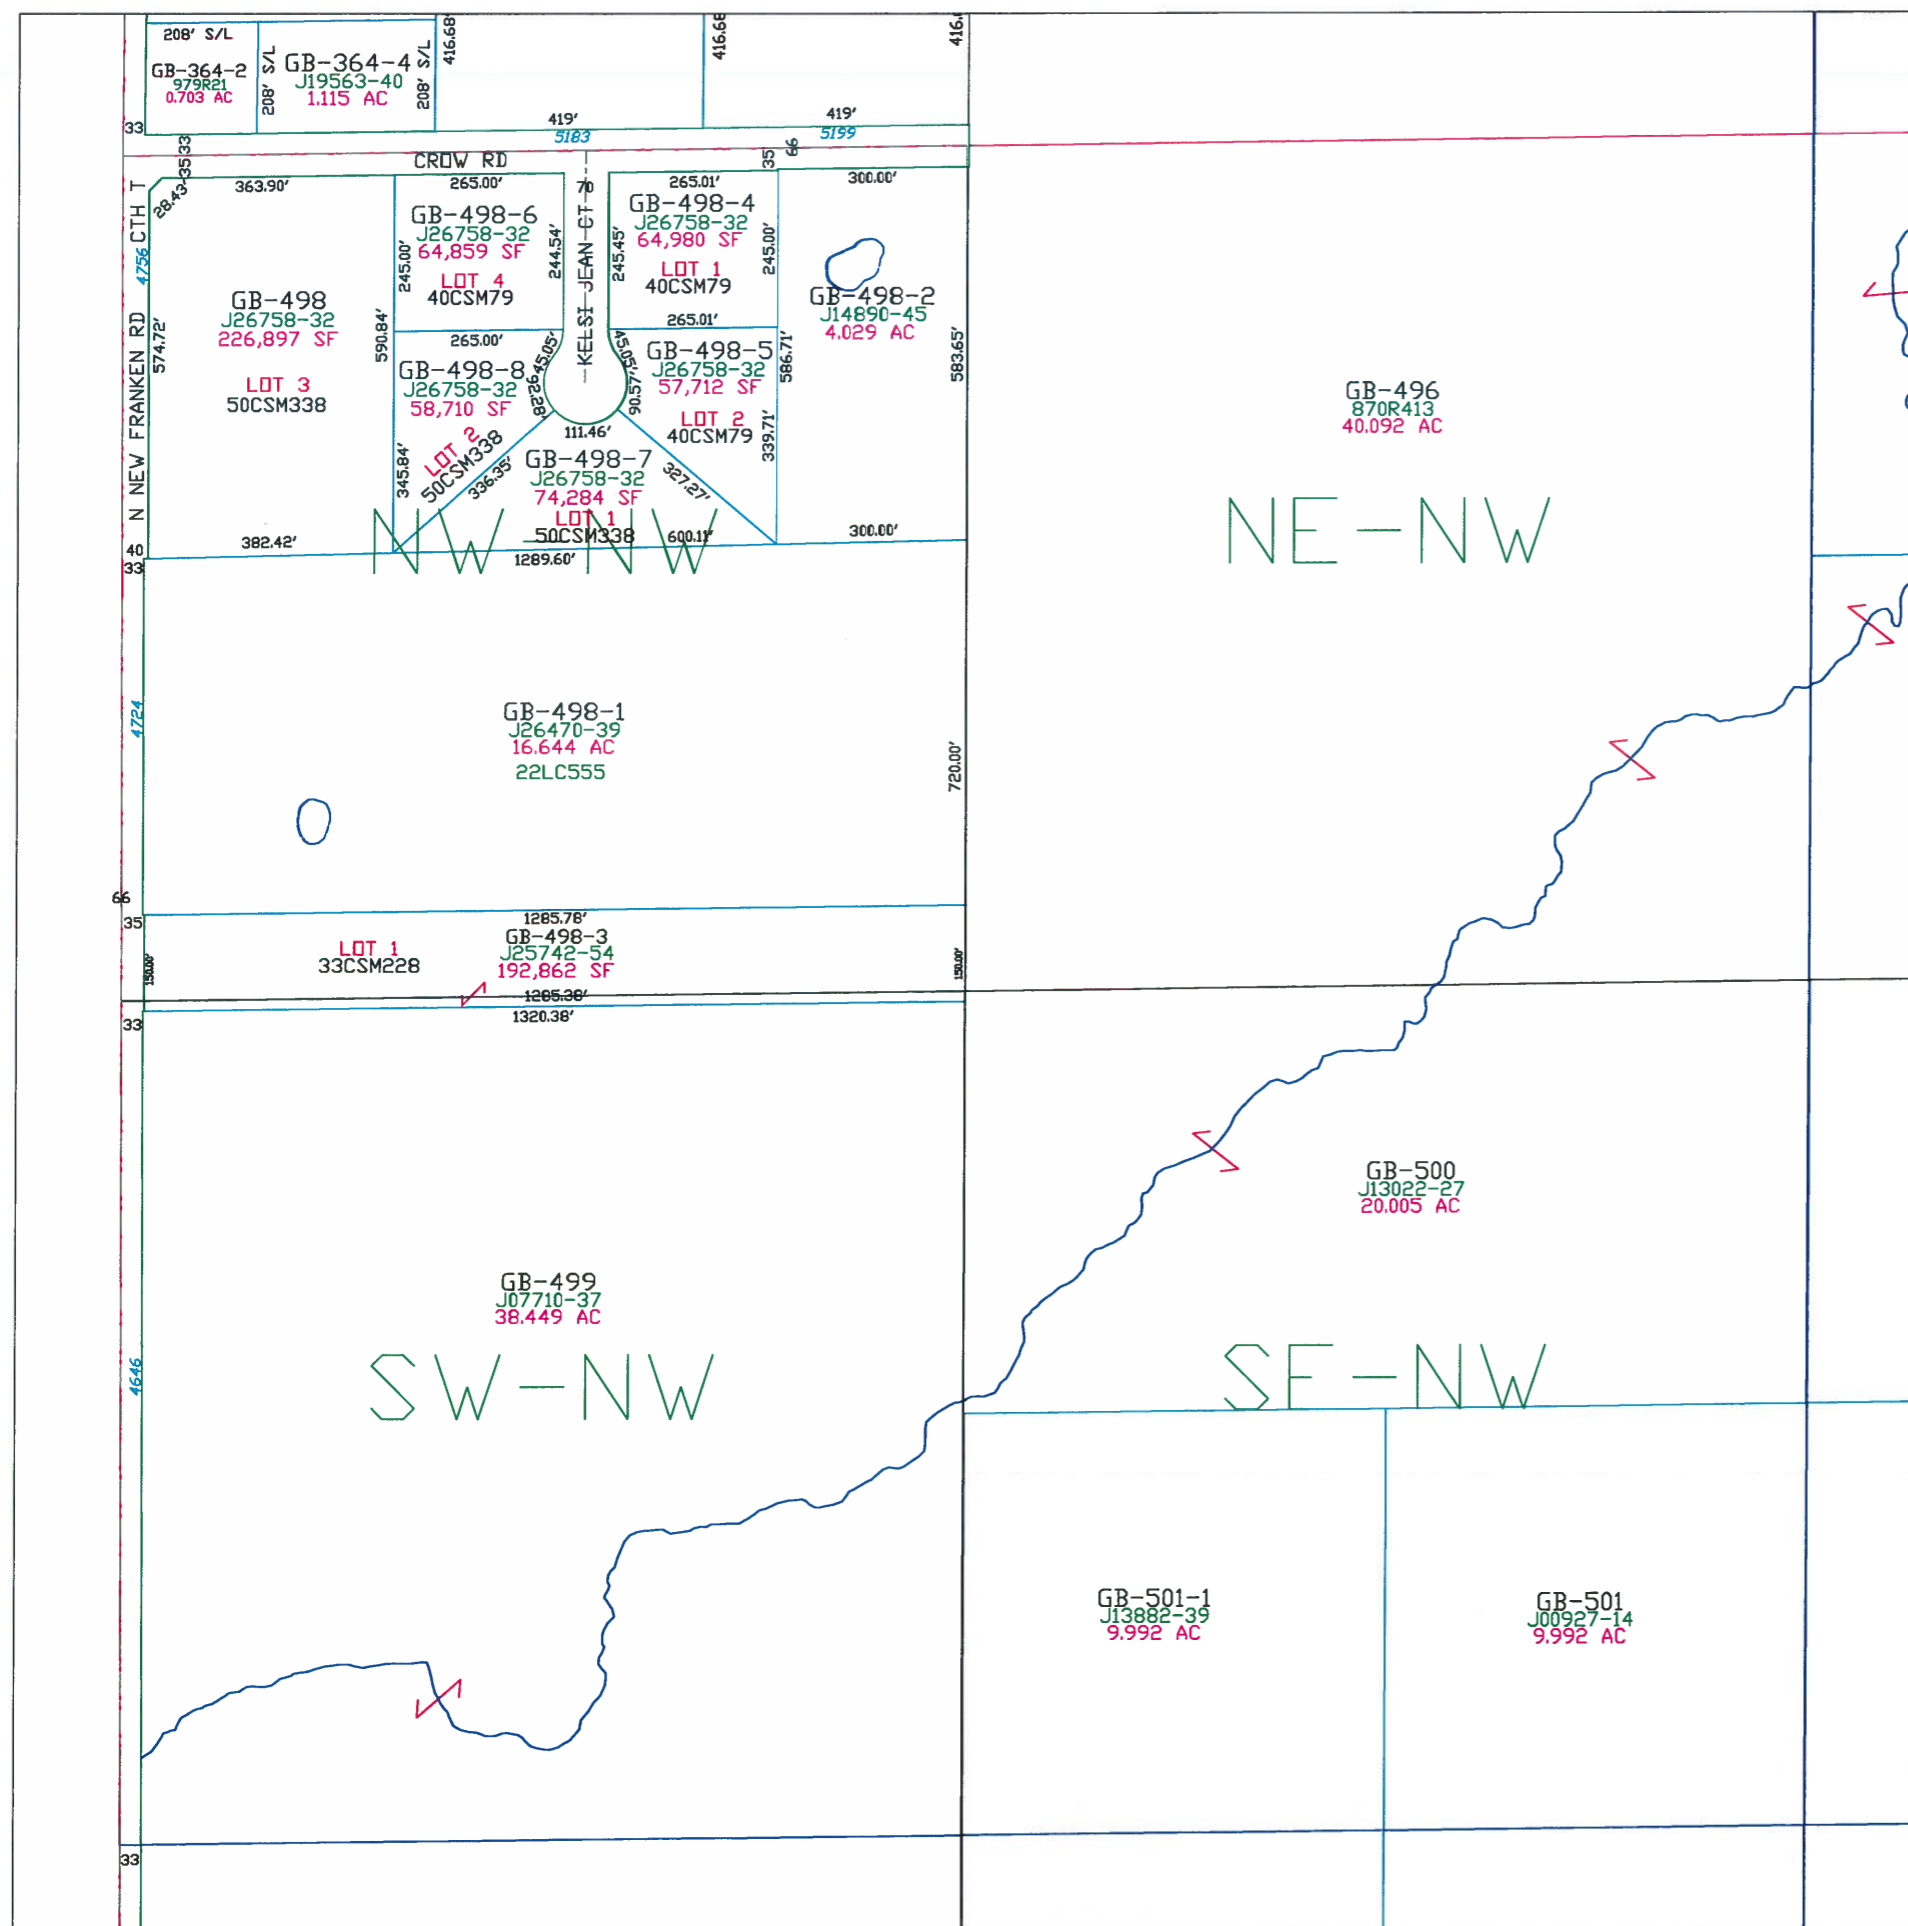 208' S/L
GB-364-2
979R21
0.703 AC
208' S/L
GB-364-4
J19563-40
1.115 AC
208' S/L
416.68'
416.68
416.
33
419'
5183
419'
5199
33
35
CROW RD
35
66
N NEW FRANKEN RD CTH T
4756
28.43
363.90'
574.72'
GB-498
J26758-32
226,897 SF
LOT 3
50CSM338
590.84'
345.84'
382.42'
265.00'
GB-498-6
J26758-32
64,859 SF
LOT 4
40CSM79
245.00'
244.54'
265.00'
GB-498-8
J26758-32
58,710 SF
LOT 2
50CSM338
45.05'
82.26'
336.35'
70
KELSI JEAN CT
265.01'
GB-498-4
J26758-32
64,980 SF
LOT 1
40CSM79
245.45'
245.00'
265.01'
GB-498-5
J26758-32
57,712 SF
LOT 2
40CSM79
45.05'
90.57'
586.71'
339.71'
327.27'
111.46'
GB-498-7
J26758-32
74,284 SF
LOT 1
50CSM338
600.11'
300.00'
GB-498-2
J14890-45
4.029 AC
583.65'
300.00'
NW-NW
1289.60'
40
33
GB-496
870R413
40.092 AC
NE-NW
4724
GB-498-1
J26470-39
16.644 AC
22LC555
720.00'
66
35
1285.78'
LOT 1
33CSM228
GB-498-3
J25742-54
192,862 SF
150.00'
150.00'
1285.38'
1320.38'
33
GB-500
J13022-27
20.005 AC
GB-499
J07710-37
38.449 AC
4646
SW-NW
SE-NW
GB-501-1
J13882-39
9.992 AC
GB-501
J00927-14
9.992 AC
33